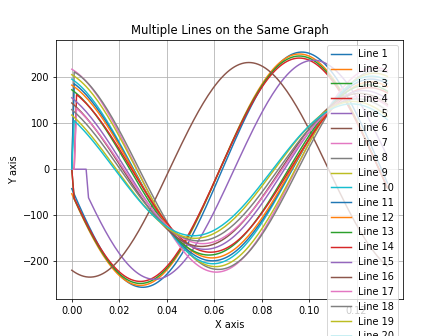 Multiple Lines on the Same Graph
Y axis
200
100
0
−100
−200
0.00
0.02
0.04
0.06
0.08
0.10
X axis
Line 1
Line 2
Line 3
Line 4
Line 5
Line 6
Line 7
Line 8
Line 9
Line 10
Line 11
Line 12
Line 13
Line 14
Line 15
Line 16
Line 17
Line 18
Line 19
Line 20